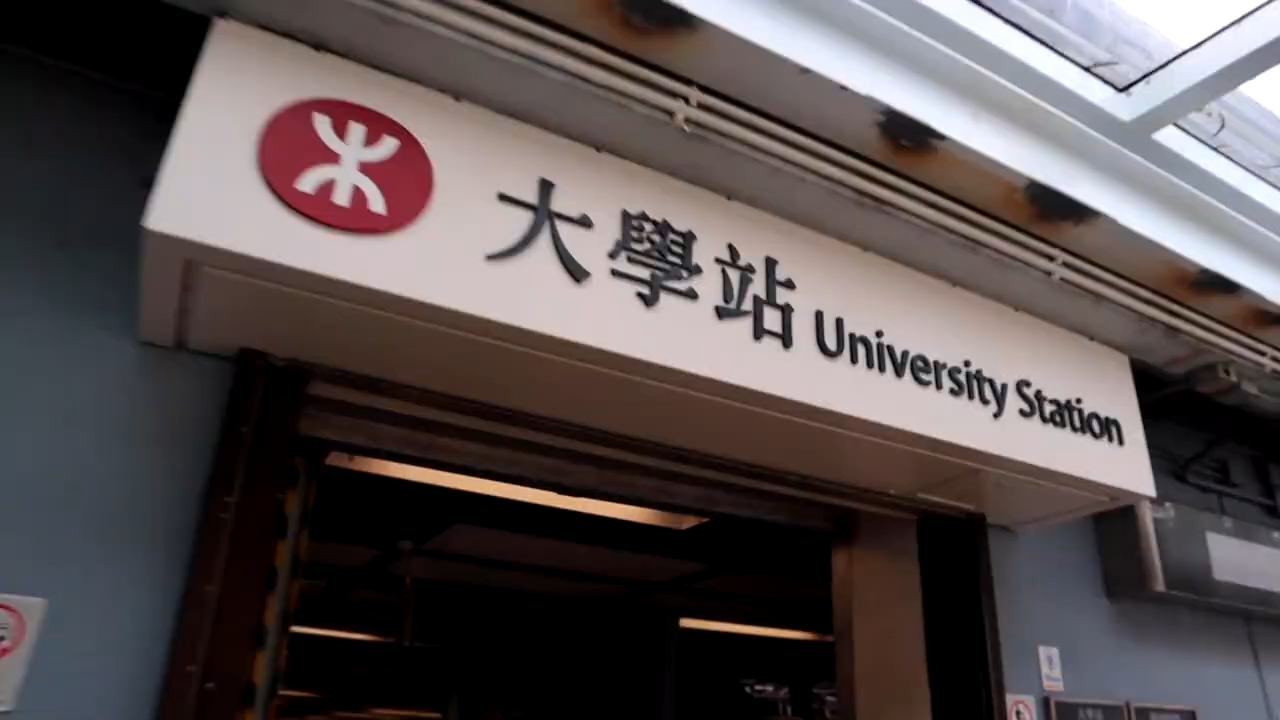 大學站 University Station